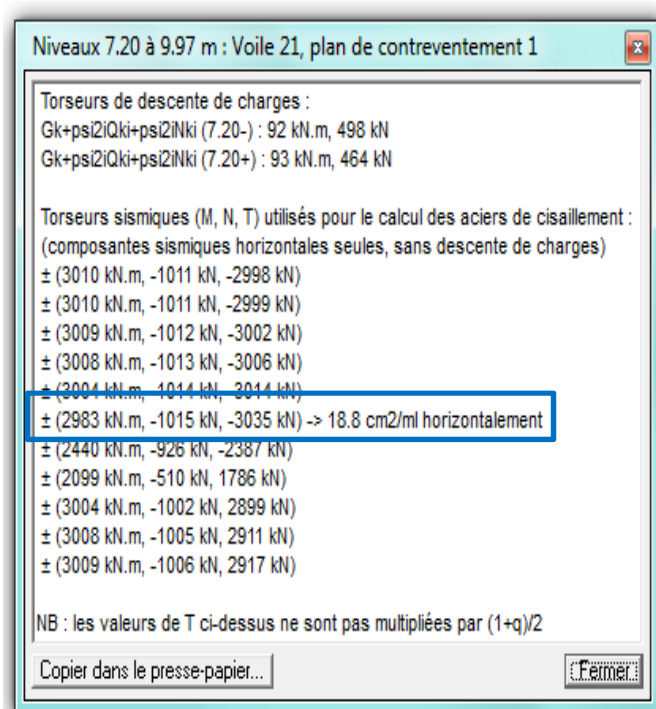 Niveaux 7.20 à 9.97 m : Voile 21, plan de contreventement 1
Torseurs de descente de charges :
Gk+psi2iQki+psi2iNki (7.20-) : 92 kN.m, 498 kN
Gk+psi2iQki+psi2iNki (7.20+) : 93 kN.m, 464 kN
Torseurs sismiques (M, N, T) utilisés pour le calcul des aciers de cisaillement :
(composantes sismiques horizontales seules, sans descente de charges)
± (3010 kN.m, -1011 kN, -2998 kN)
± (3010 kN.m, -1011 kN, -2999 kN)
± (3009 kN.m, -1012 kN, -3002 kN)
± (3008 kN.m, -1013 kN, -3006 kN)
± (3004 kN.m, -1014 kN, -3014 kN)
± (2983 kN.m, -1015 kN, -3035 kN) -> 18.8 cm2/ml horizontalement
± (2440 kN.m, -926 kN, -2387 kN)
± (2099 kN.m, -510 kN, 1786 kN)
± (3004 kN.m, -1002 kN, 2899 kN)
± (3008 kN.m, -1005 kN, 2911 kN)
± (3009 kN.m, -1006 kN, 2917 kN)
NB : les valeurs de T ci-dessus ne sont pas multipliées par (1+q)/2
Copier dans le presse-papier... Fermer